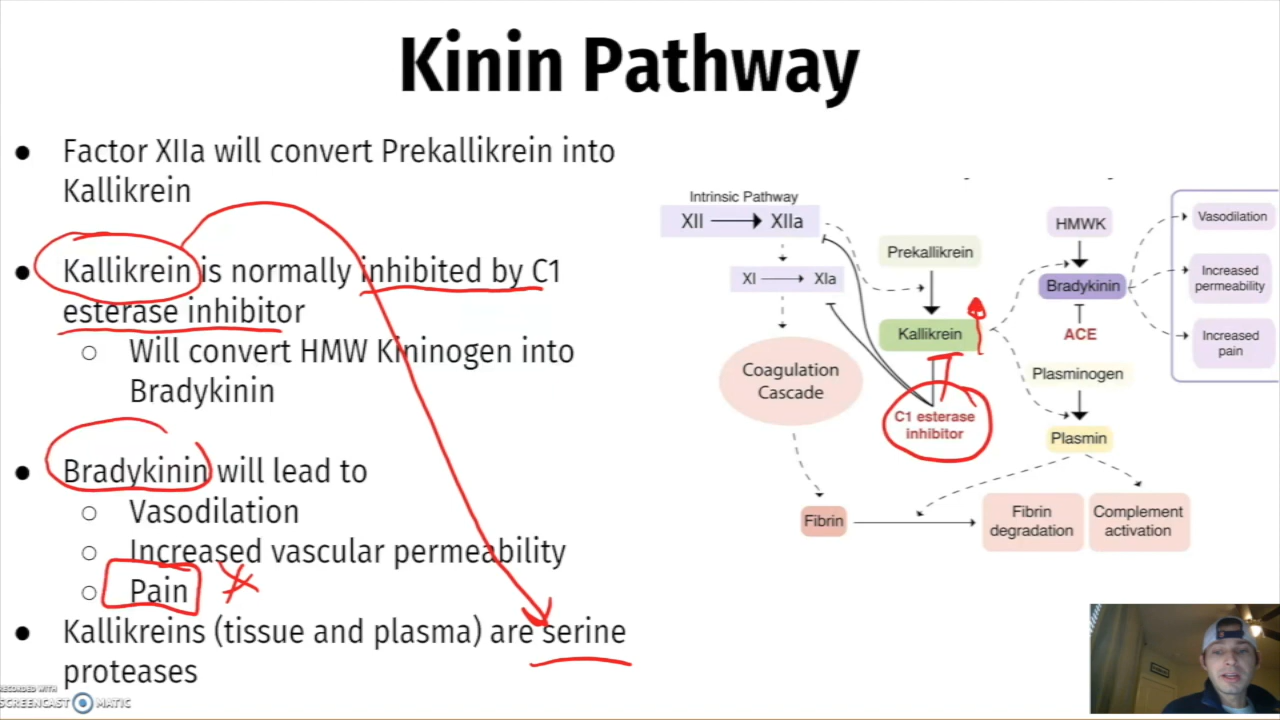 Kinin Pathway
● Factor XIIa will convert Prekallikrein into
Kallikrein
● Kallikrein is normally inhibited by C1
esterase inhibitor
○ Will convert HMW Kininogen into
Bradykinin
● Bradykinin will lead to
○ Vasodilation
○ Increased vascular permeability
○ Pain
● Kallikreins (tissue and plasma) are serine
proteases
Intrinsic Pathway
XII
XIIa
XI
XIa
Coagulation
Cascade
Prekallikrein
Kallikrein
C1 esterase
inhibitor
HMWK
Bradykinin
ACE
Plasminogen
Plasmin
Vasodilation
Increased
permeability
Increased
pain
Fibrin
Fibrin
degradation
Complement
activation
RECORDED WITH
SCREENCAST MATIC